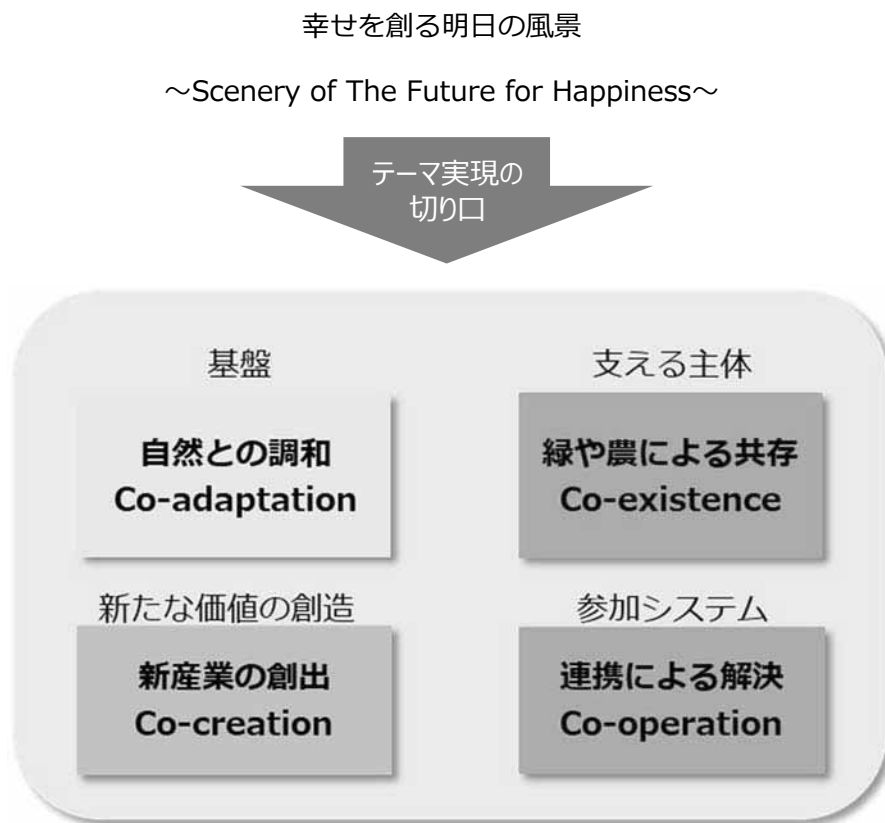 幸せを創る明日の風景
～Scenery of The Future for Happiness～
テーマ実現の
切り口
基盤
自然との調和
Co-adaptation
支える主体
緑や農による共存
Co-existence
新たな価値の創造
新産業の創出
Co-creation
参加システム
連携による解決
Co-operation